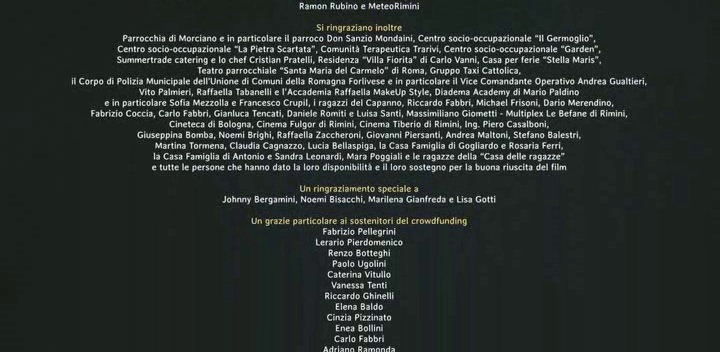 Ramon Rubino e MeteoRimini
Si ringraziano inoltre
Parrocchia di Morciano e in particolare il parroco Don Sanzio Mondaini, Centro socio-occupazionale "Il Germoglio",
Centro socio-occupazionale "La Pietra Scartata", Comunità Terapeutica Trarivi, Centro socio-occupazionale "Garden",
Summertrade catering e lo chef Cristian Pratelli, Residenza "Villa Fiorita" di Carlo Vanni, Casa per ferie "Stella Maris",
Teatro parrocchiale "Santa Maria del Carmelo" di Roma, Gruppo Taxi Cattolica,
il Corpo di Polizia Municipale dell'Unione di Comuni della Romagna Forlivese e in particolare il Vice Comandante Operativo Andrea Gualtieri,
Vito Palmieri, Raffaella Tabanelli e l'Accademia Raffaella MakeUp Style, Diadema Academy di Mario Paldino
e in particolare Sofia Mezzolla e Francesco Crupil, i ragazzi del Capanno, Riccardo Fabbri, Michael Frisoni, Dario Merendino,
Fabrizio Coccia, Carlo Fabbri, Gianluca Tencati, Daniele Romiti e Luisa Santi, Massimiliano Giometti - Multiplex Le Befane di Rimini,
Cineteca di Bologna, Cinema Fulgor di Rimini, Cinema Tiberio di Rimini, Ing. Piero Casalboni,
Giuseppina Bomba, Noemi Brighi, Raffaella Zaccheroni, Giovanni Piersanti, Andrea Maltoni, Stefano Balestri,
Martina Tormena, Claudia Cagnazzo, Lucia Bellaspiga, la Casa Famiglia di Gogliardo e Rosaria Ferri,
la Casa Famiglia di Antonio e Sandra Leonardi, Mara Poggiali e le ragazze della "Casa delle ragazze"
e tutte le persone che hanno dato la loro disponibilità e il loro sostegno per la buona riuscita del film
Un ringraziamento speciale a
Johnny Bergamini, Noemi Bisacchi, Marilena Gianfreda e Lisa Gotti
Un grazie particolare ai sostenitori del crowdfunding
Fabrizio Pellegrini
Lerario Pierdomenico
Renzo Botteghi
Paolo Ugolini
Caterina Vitullo
Vanessa Tenti
Riccardo Ghinelli
Elena Baldo
Cinzia Pizzinato
Enea Bollini
Carlo Fabbri
Adriano Ramonda